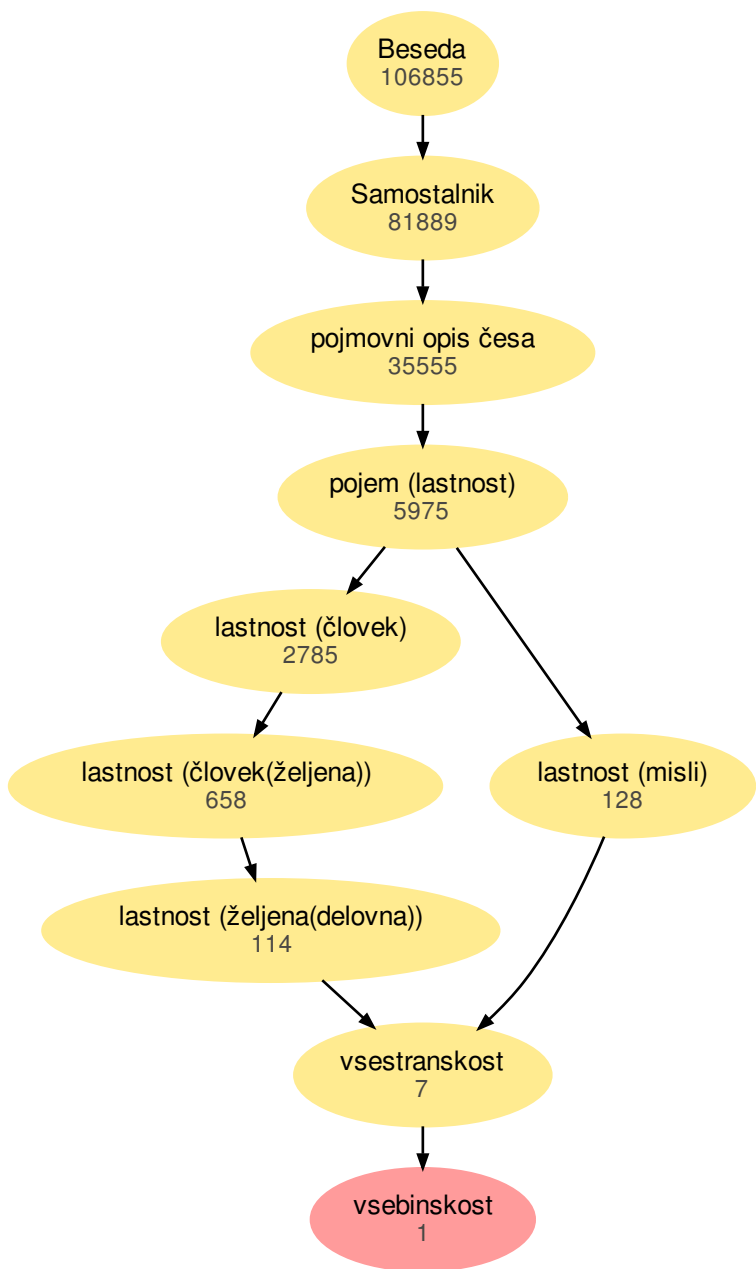 Beseda
106855
Samostalnik
81889
pojmovni opis česa
35555
pojem (lastnost)
5975
lastnost (človek)
2785
lastnost (človek(željena))
658
lastnost (misli)
128
lastnost (željena(delovna))
114
vsestranskost
7
vsebinskost
1